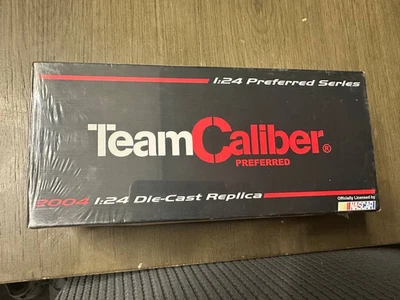 1:24 Preferred Series
TeamCaliber®
PREFERRED
2004 1:24 Die-Cast Replica
Officially Licensed by
NASCAR